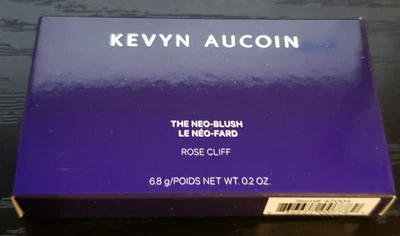 KEVYN AUCOIN
THE NEO-BLUSH
LE NÉO-FARD
ROSE CLIFF
6.8 g/POIDS NET WT. 0.2 OZ.